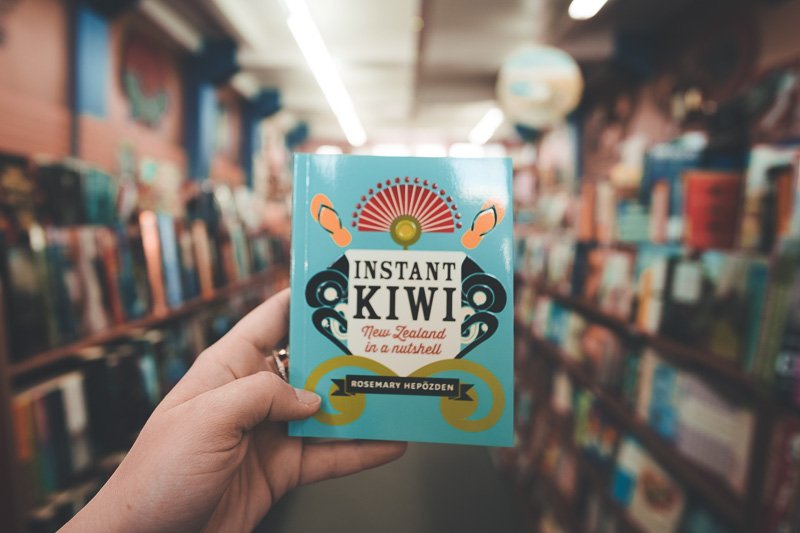 INSTANT
KIWI
New Zealand
in a nutshell
ROSEMARY HEPÖZDEN